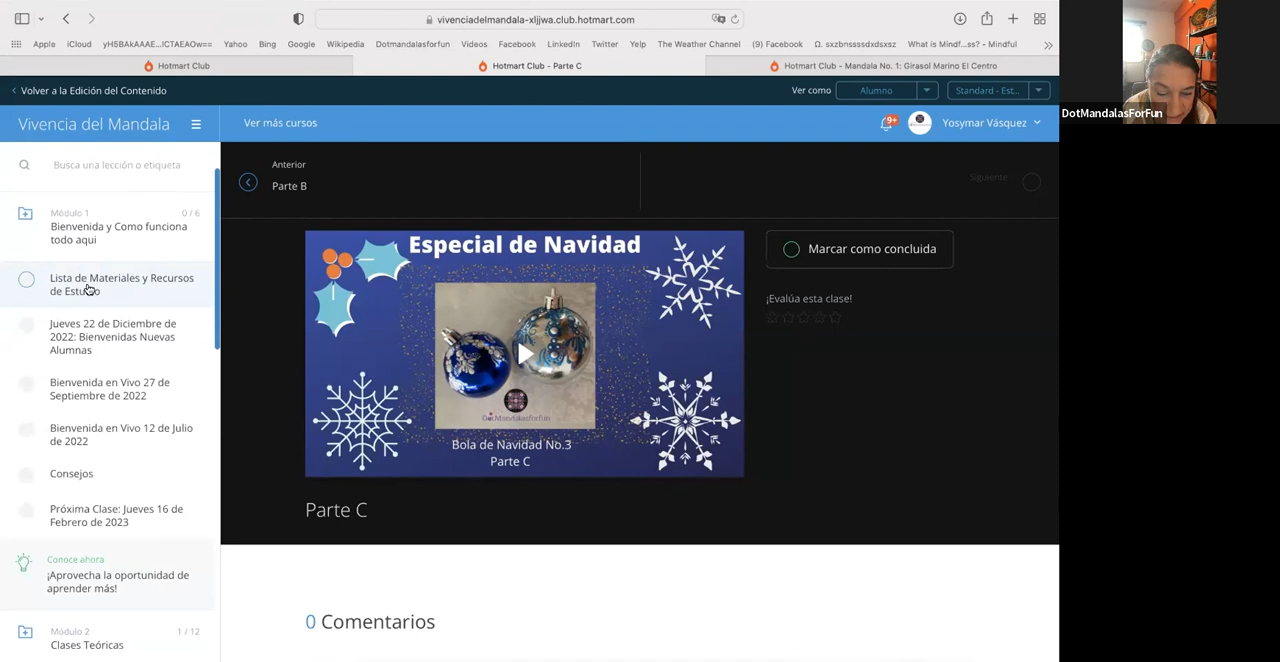 vivenciadelmandala-xljjwa.club.hotmart.com
Apple iCloud yH5BAkAAAE...ICTAEAOw== Yahoo Bing Google Wikipedia Dotmandalasforfun Videos Facebook LinkedIn Twitter Yelp The Weather Channel (9) Facebook Ω. sxzbnssssdxdsxsz What is Mindf...ss? - Mindful
Hotmart Club
Hotmart Club - Parte C
Hotmart Club - Mandala No. 1: Girasol Marino El Centro
Volver a la Edición del Contenido
Ver como
Alumno
Standard - Est...
Vivencia del Mandala
Ver más cursos
9+
Yosymar Vásquez
Busca una lección o etiqueta
Módulo 1 0 / 6
Bienvenida y Como funciona
todo aqui
Lista de Materiales y Recursos
de Estudio
Jueves 22 de Diciembre de
2022: Bienvenidas Nuevas
Alumnas
Bienvenida en Vivo 27 de
Septiembre de 2022
Bienvenida en Vivo 12 de Julio
de 2022
Consejos
Próxima Clase: Jueves 16 de
Febrero de 2023
Conoce ahora
¡Aprovecha la oportunidad de
aprender más!
Módulo 2 1 / 12
Clases Teóricas
Anterior
Parte B
Siguiente
Especial de Navidad
DotMandalasforfun
Bola de Navidad No.3
Parte C
Marcar como concluida
¡Evalúa esta clase!
Parte C
0 Comentarios
DotMandalasForFun